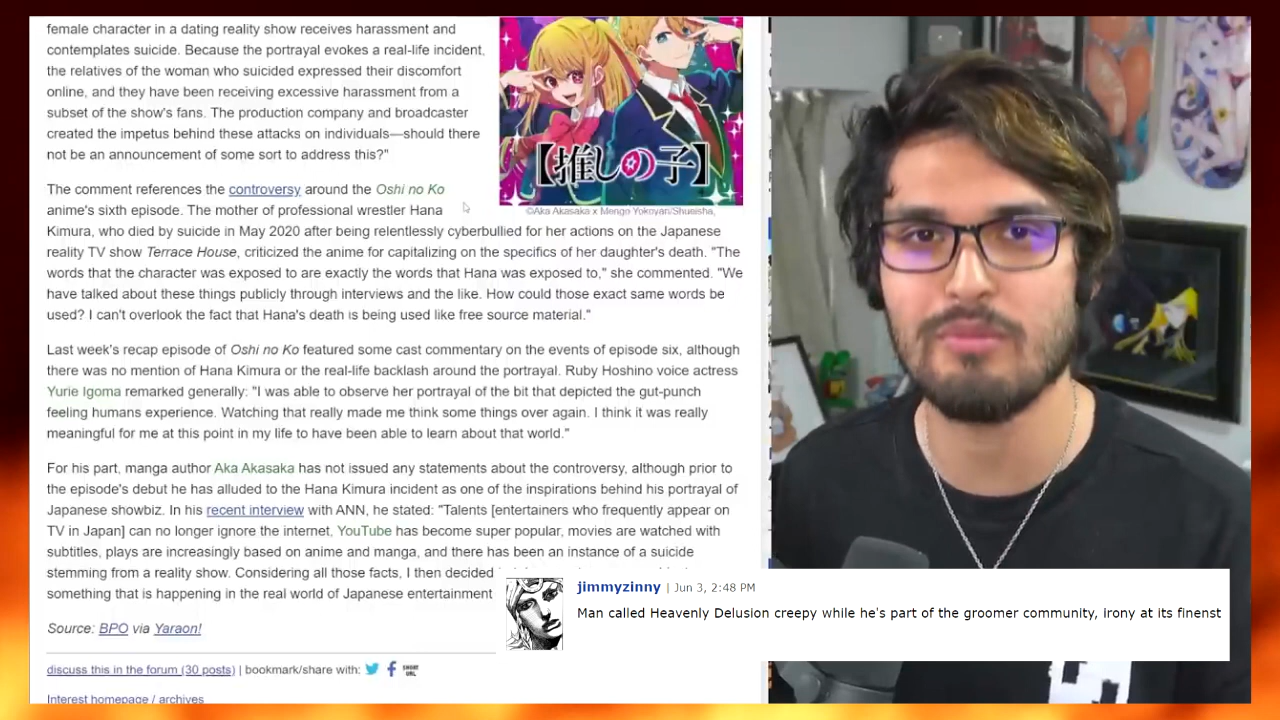 female character in a dating reality show receives harassment and
contemplates suicide. Because the portrayal evokes a real-life incident,
the relatives of the woman who suicided expressed their discomfort
online, and they have been receiving excessive harassment from a
subset of the show's fans. The production company and broadcaster
created the impetus behind these attacks on individuals—should there
not be an announcement of some sort to address this?"
【推しの子】
©Aka Akasaka x Mengo Yokoyari/Shueisha,
The comment references the controversy around the Oshi no Ko
anime's sixth episode. The mother of professional wrestler Hana
Kimura, who died by suicide in May 2020 after being relentlessly cyberbullied for her actions on the Japanese
reality TV show Terrace House, criticized the anime for capitalizing on the specifics of her daughter's death. "The
words that the character was exposed to are exactly the words that Hana was exposed to," she commented. "We
have talked about these things publicly through interviews and the like. How could those exact same words be
used? I can't overlook the fact that Hana's death is being used like free source material."
Last week's recap episode of Oshi no Ko featured some cast commentary on the events of episode six, although
there was no mention of Hana Kimura or the real-life backlash around the portrayal. Ruby Hoshino voice actress
Yurie Igoma remarked generally: "I was able to observe her portrayal of the bit that depicted the gut-punch
feeling humans experience. Watching that really made me think some things over again. I think it was really
meaningful for me at this point in my life to have been able to learn about that world."
For his part, manga author Aka Akasaka has not issued any statements about the controversy, although prior to
the episode's debut he has alluded to the Hana Kimura incident as one of the inspirations behind his portrayal of
Japanese showbiz. In his recent interview with ANN, he stated: "Talents [entertainers who frequently appear on
TV in Japan] can no longer ignore the internet, YouTube has become super popular, movies are watched with
subtitles, plays are increasingly based on anime and manga, and there has been an instance of a suicide
stemming from a reality show. Considering all those facts, I then decided
something that is happening in the real world of Japanese entertainment
jimmyzinny | Jun 3, 2:48 PM
Man called Heavenly Delusion creepy while he's part of the groomer community, irony at its finenst
Source: BPO via Yaraon!
discuss this in the forum (30 posts) | bookmark/share with:
SHORT
URL
Interest homepage / archives